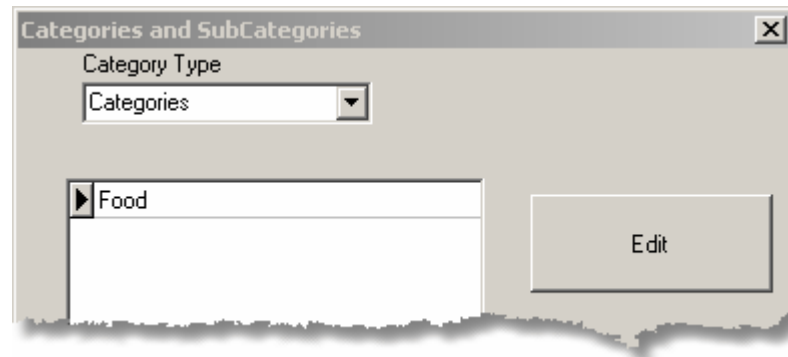 Categories and SubCategories
Category Type
Categories
Food
Edit